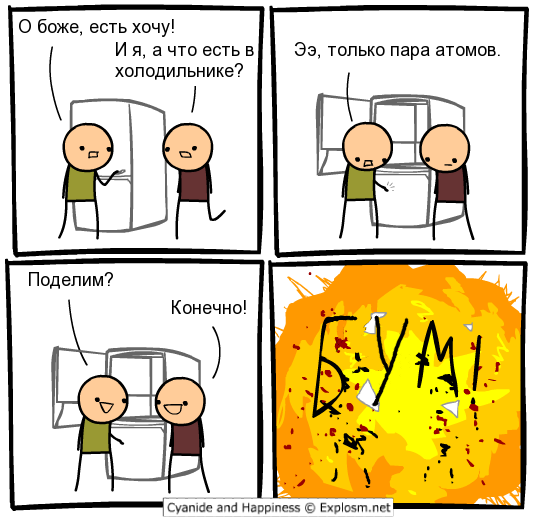 О боже, есть хочу!
И я, а что есть в
холодильнике?
Ээ, только пара атомов.
Поделим?
Конечно!
БУМ!
Cyanide and Happiness © Explosm.net